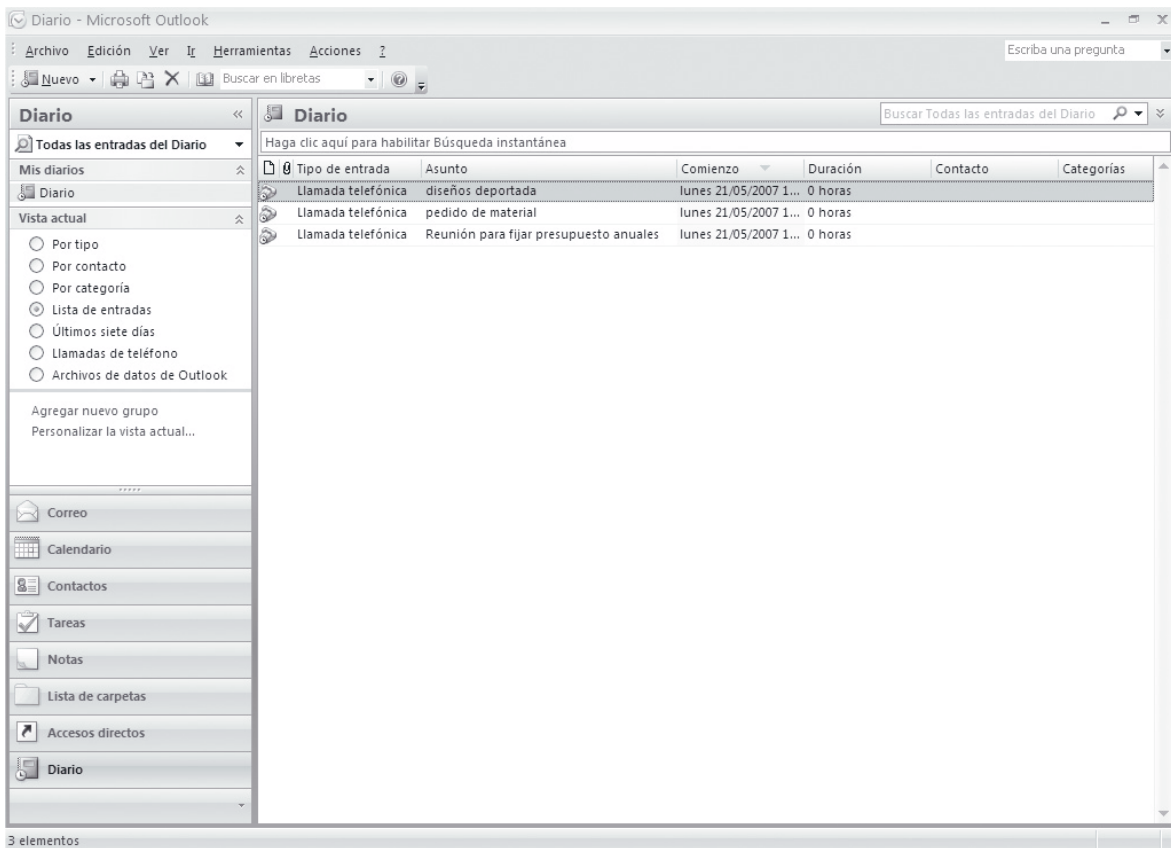 Diario - Microsoft Outlook
Archivo Edición Ver Ir Herramientas Acciones ? Escriba una pregunta
Nuevo Buscar en libretas
Diario «
Todas las entradas del Diario
Mis diarios
Diario
Vista actual
Por tipo
Por contacto
Por categoría
Lista de entradas
Últimos siete días
Llamadas de teléfono
Archivos de datos de Outlook
Agregar nuevo grupo
Personalizar la vista actual...
Correo
Calendario
Contactos
Tareas
Notas
Lista de carpetas
Accesos directos
Diario
Diario Buscar Todas las entradas del Diario
Haga clic aquí para habilitar Búsqueda instantánea
Tipo de entrada Asunto Comienzo Duración Contacto Categorías
Llamada telefónica diseños deportada lunes 21/05/2007 1... 0 horas
Llamada telefónica pedido de material lunes 21/05/2007 1... 0 horas
Llamada telefónica Reunión para fijar presupuesto anuales lunes 21/05/2007 1... 0 horas
3 elementos